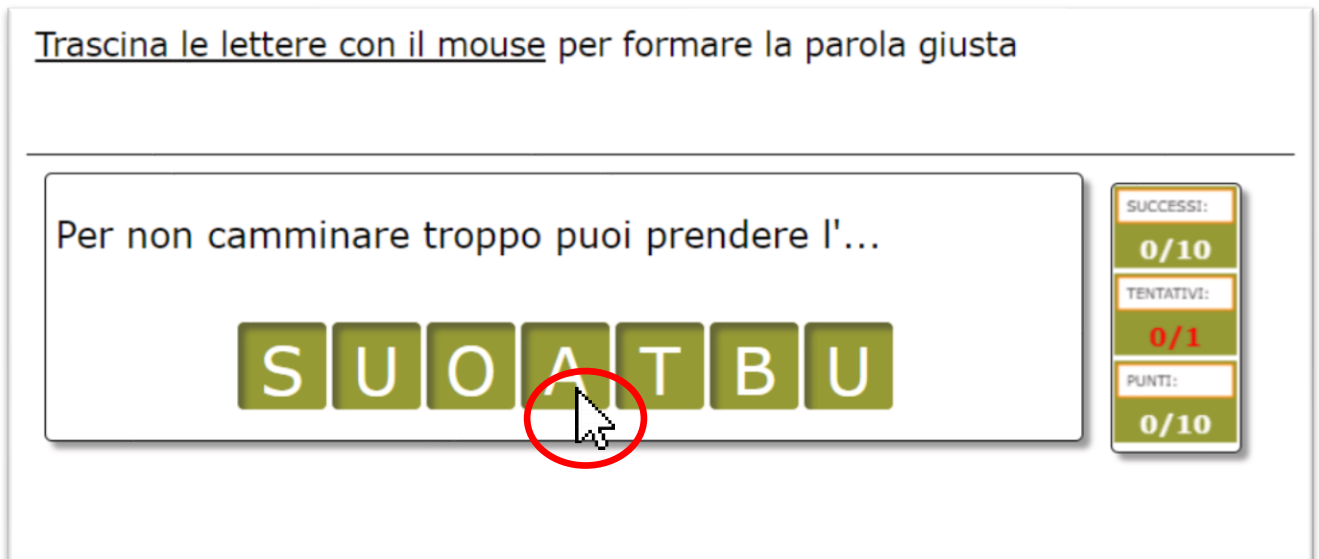 Trascina le lettere con il mouse per formare la parola giusta
Per non camminare troppo puoi prendere l'...
S U O A T B U
SUCCESSI:
0/10
TENTATIVI:
0/1
PUNTI:
0/10